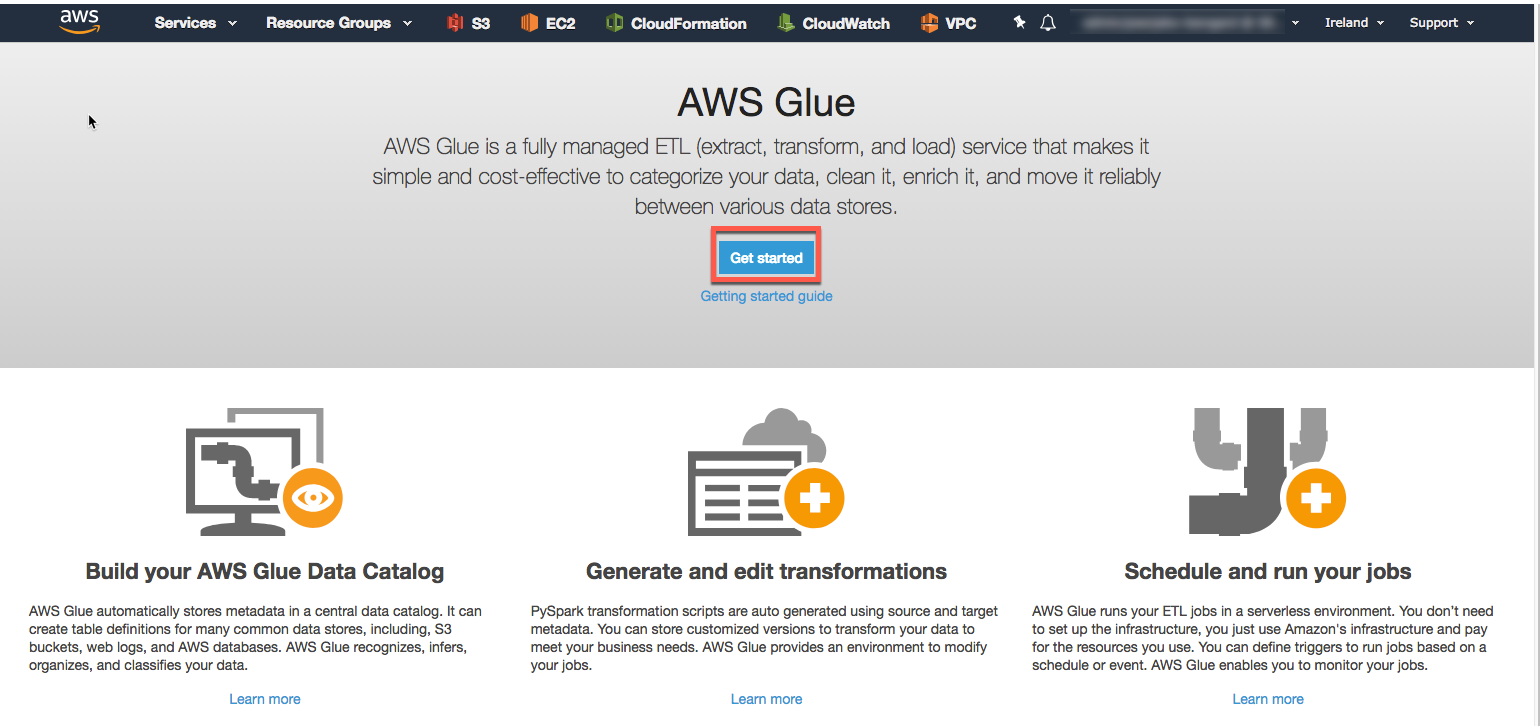 aws Services Resource Groups S3 EC2 CloudFormation CloudWatch VPC Ireland Support
AWS Glue
AWS Glue is a fully managed ETL (extract, transform, and load) service that makes it
simple and cost-effective to categorize your data, clean it, enrich it, and move it reliably
between various data stores.
Get started
Getting started guide
Build your AWS Glue Data Catalog
AWS Glue automatically stores metadata in a central data catalog. It can
create table definitions for many common data stores, including, S3
buckets, web logs, and AWS databases. AWS Glue recognizes, infers,
organizes, and classifies your data.
Learn more
Generate and edit transformations
PySpark transformation scripts are auto generated using source and target
metadata. You can store customized versions to transform your data to
meet your business needs. AWS Glue provides an environment to modify
your jobs.
Learn more
Schedule and run your jobs
AWS Glue runs your ETL jobs in a serverless environment. You don't need
to set up the infrastructure, you just use Amazon's infrastructure and pay
for the resources you use. You can define triggers to run jobs based on a
schedule or event. AWS Glue enables you to monitor your jobs.
Learn more